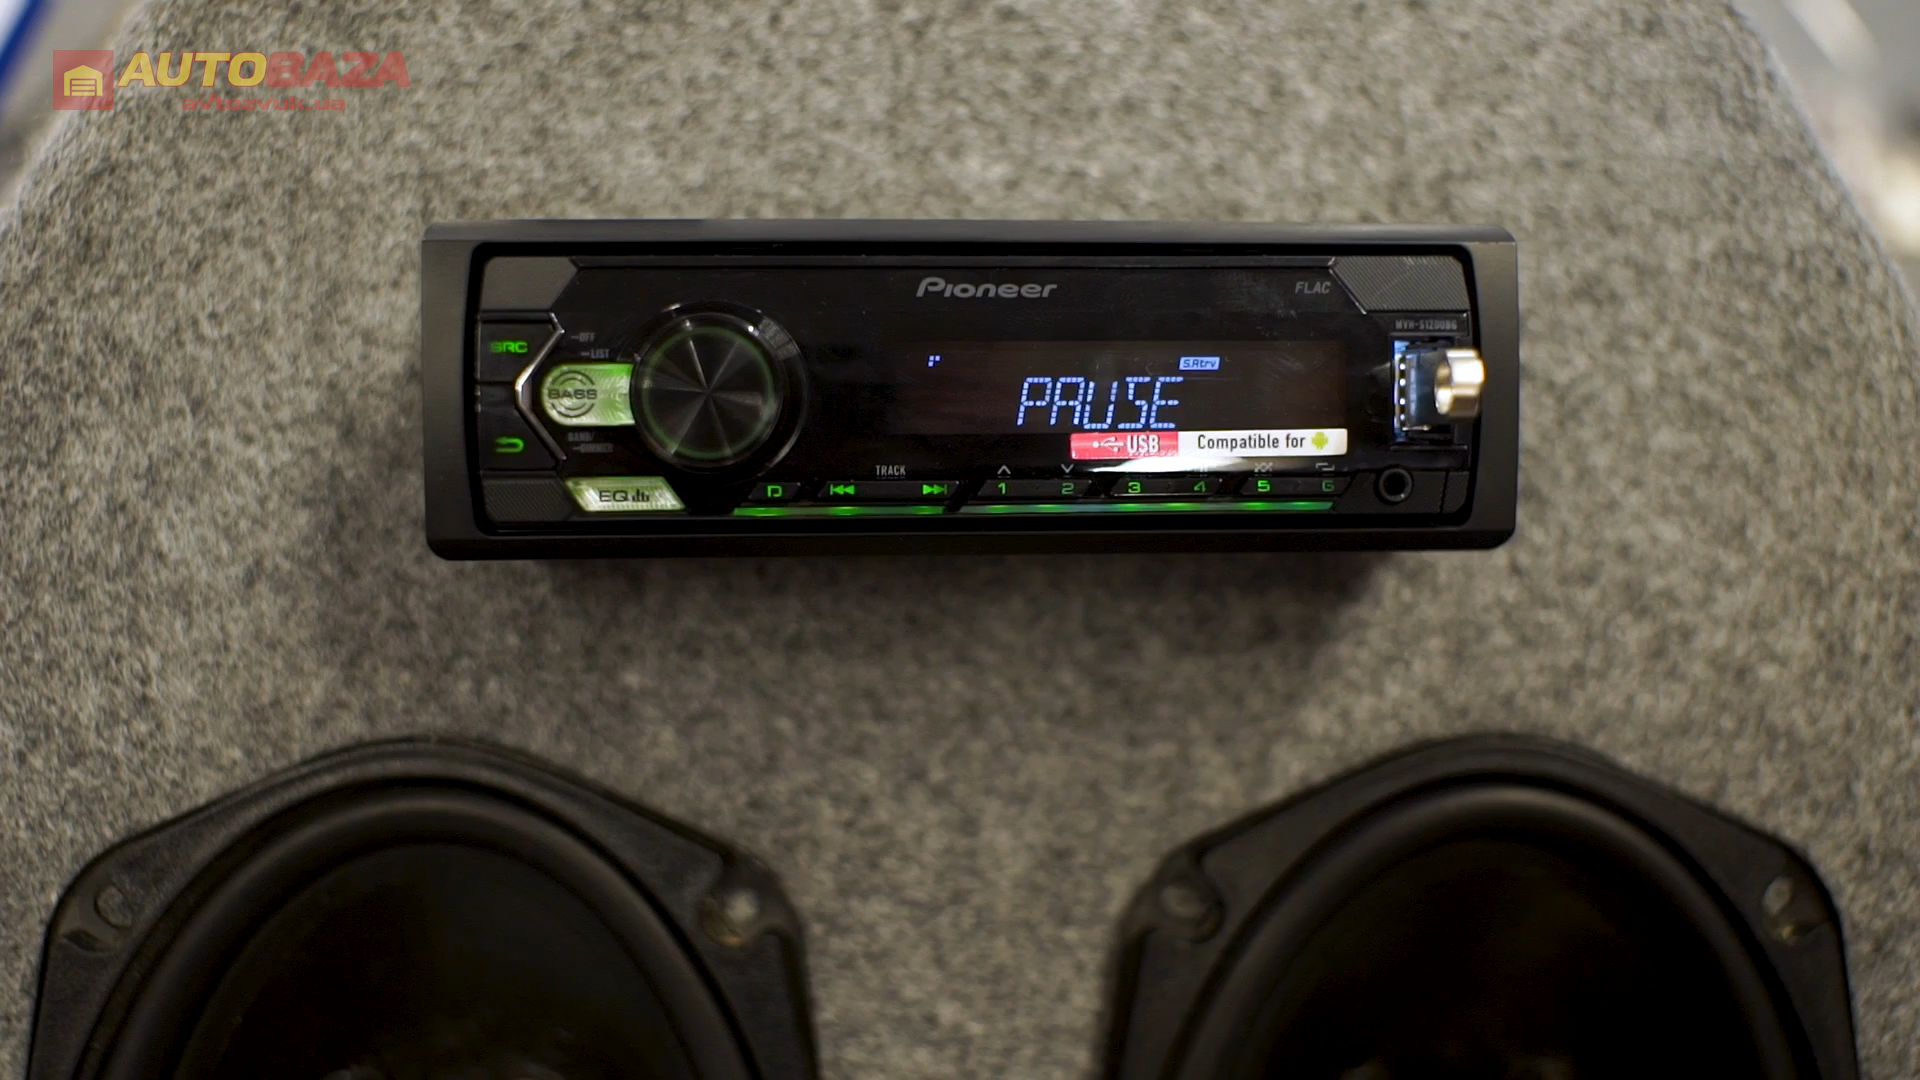 AUTOBAZA
avtozvuk.ua
Pioneer
FLAC
MVH-S120UBG
SRC
OFF
LIST
BASS
BAND/
DIMMER
EQ
S.Rtrv
PAUSE
USB
Compatible for
TRACK
D
1 2 3 4 5 6